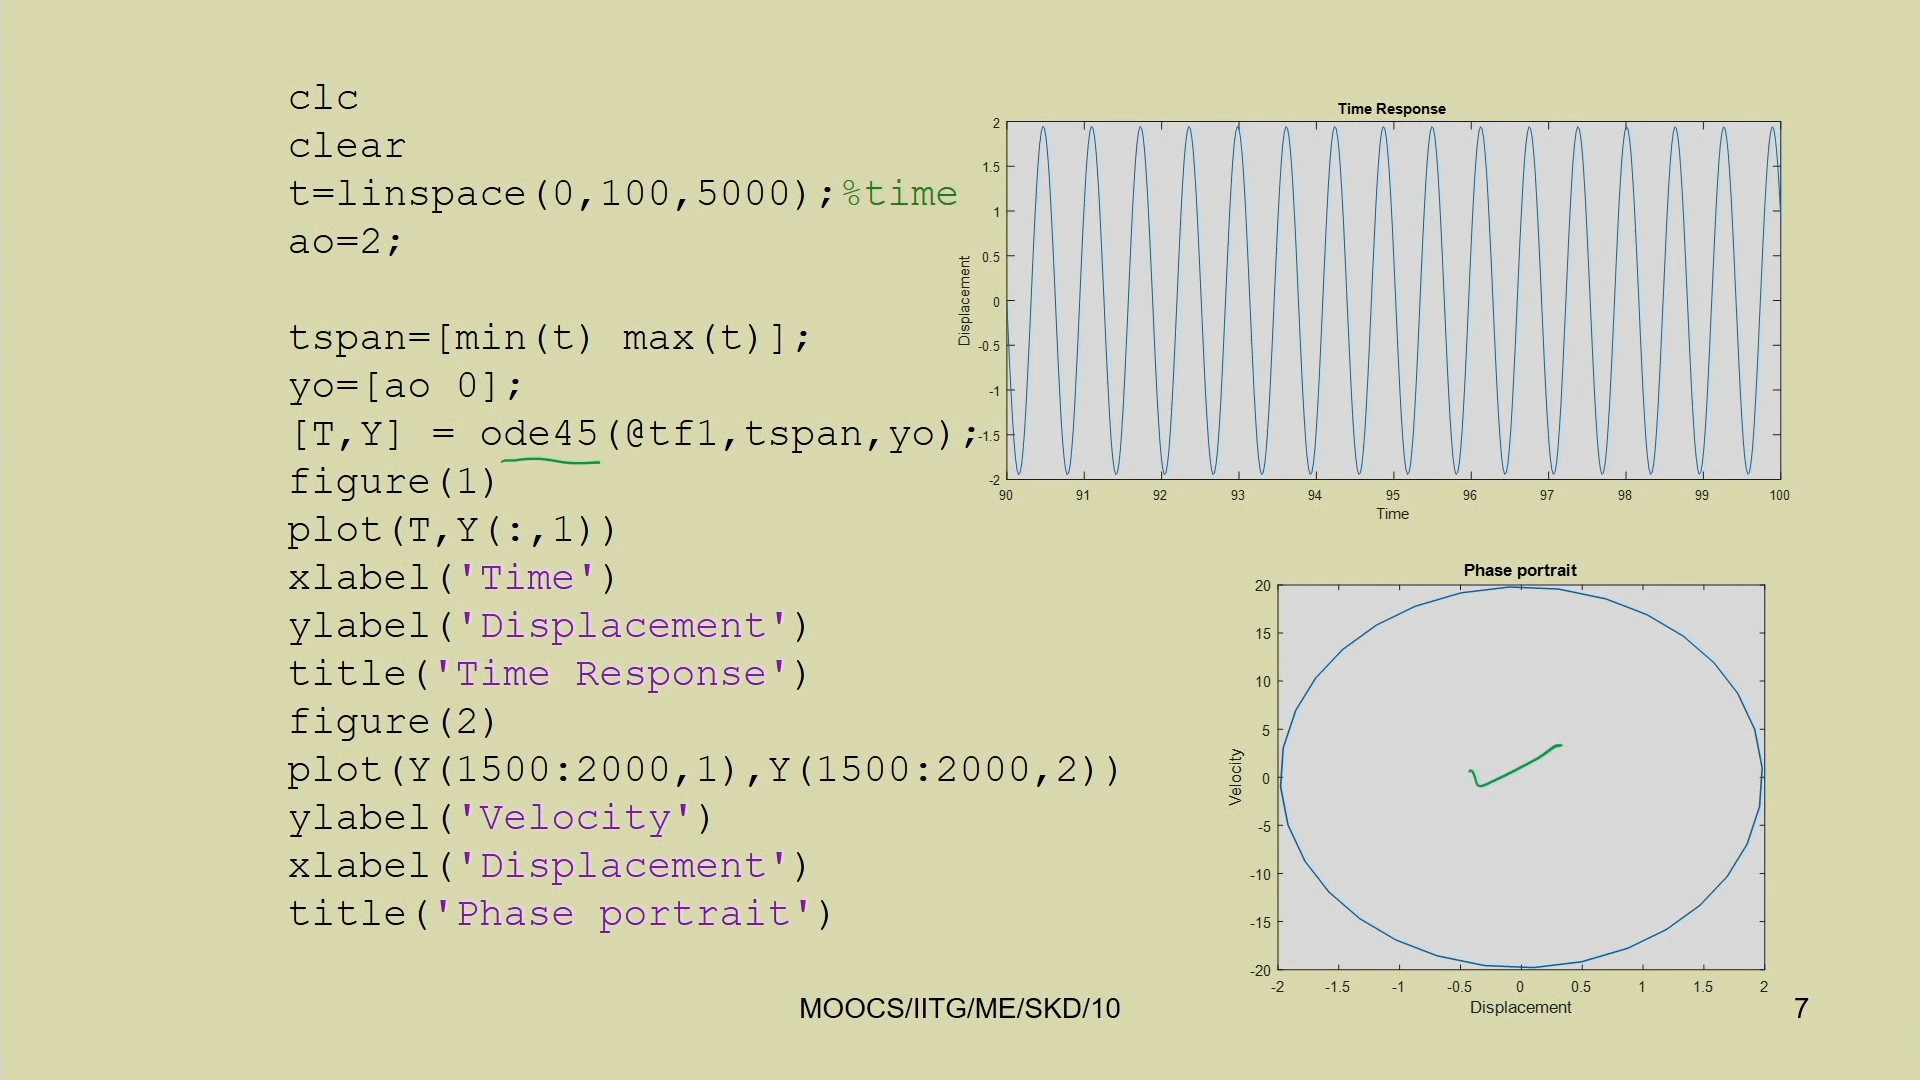 clc
clear
t=linspace(0,100,5000);%time
ao=2;
tspan=[min(t) max(t)];
yo=[ao 0];
[T,Y] = ode45(@tf1,tspan,yo);
figure(1)
plot(T,Y(:,1))
xlabel('Time')
ylabel('Displacement')
title('Time Response')
figure(2)
plot(Y(1500:2000,1),Y(1500:2000,2))
ylabel('Velocity')
xlabel('Displacement')
title('Phase portrait')
Time Response
Displacement
2
1.5
1
0.5
0
-0.5
-1
-1.5
-2
90 91 92 93 94 95 96 97 98 99 100
Time
Phase portrait
Velocity
20
15
10
5
0
-5
-10
-15
-20
-2 -1.5 -1 -0.5 0 0.5 1 1.5 2
Displacement
MOOCS/IITG/ME/SKD/10
7